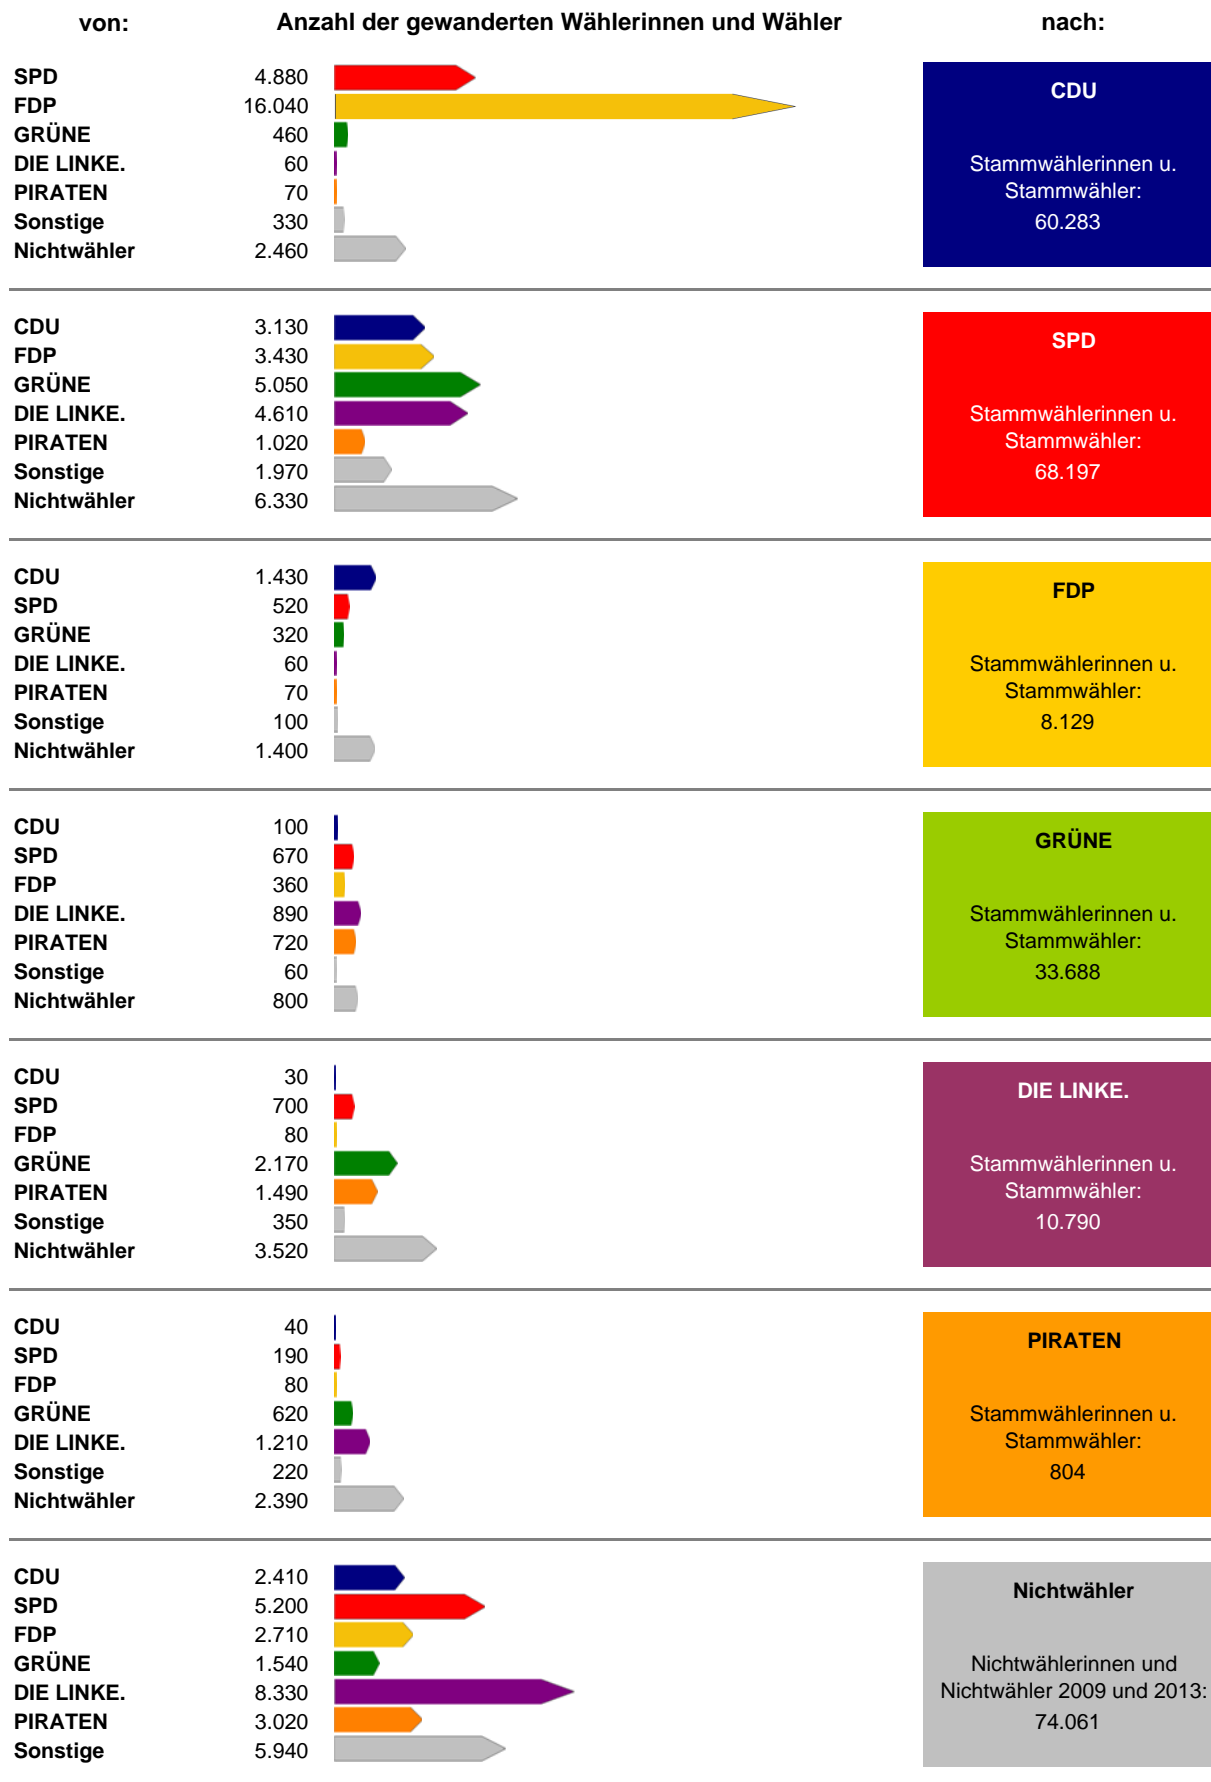 von: Anzahl der gewanderten Wählerinnen und Wähler nach:
SPD 4.880
FDP 16.040
GRÜNE 460
DIE LINKE. 60
PIRATEN 70
Sonstige 330
Nichtwähler 2.460
CDU
Stammwählerinnen u.
Stammwähler:
60.283
CDU 3.130
FDP 3.430
GRÜNE 5.050
DIE LINKE. 4.610
PIRATEN 1.020
Sonstige 1.970
Nichtwähler 6.330
SPD
Stammwählerinnen u.
Stammwähler:
68.197
CDU 1.430
SPD 520
GRÜNE 320
DIE LINKE. 60
PIRATEN 70
Sonstige 100
Nichtwähler 1.400
FDP
Stammwählerinnen u.
Stammwähler:
8.129
CDU 100
SPD 670
FDP 360
DIE LINKE. 890
PIRATEN 720
Sonstige 60
Nichtwähler 800
GRÜNE
Stammwählerinnen u.
Stammwähler:
33.688
CDU 30
SPD 700
FDP 80
GRÜNE 2.170
PIRATEN 1.490
Sonstige 350
Nichtwähler 3.520
DIE LINKE.
Stammwählerinnen u.
Stammwähler:
10.790
CDU 40
SPD 190
FDP 80
GRÜNE 620
DIE LINKE. 1.210
Sonstige 220
Nichtwähler 2.390
PIRATEN
Stammwählerinnen u.
Stammwähler:
804
CDU 2.410
SPD 5.200
FDP 2.710
GRÜNE 1.540
DIE LINKE. 8.330
PIRATEN 3.020
Sonstige 5.940
Nichtwähler
Nichtwählerinnen und
Nichtwähler 2009 und 2013:
74.061